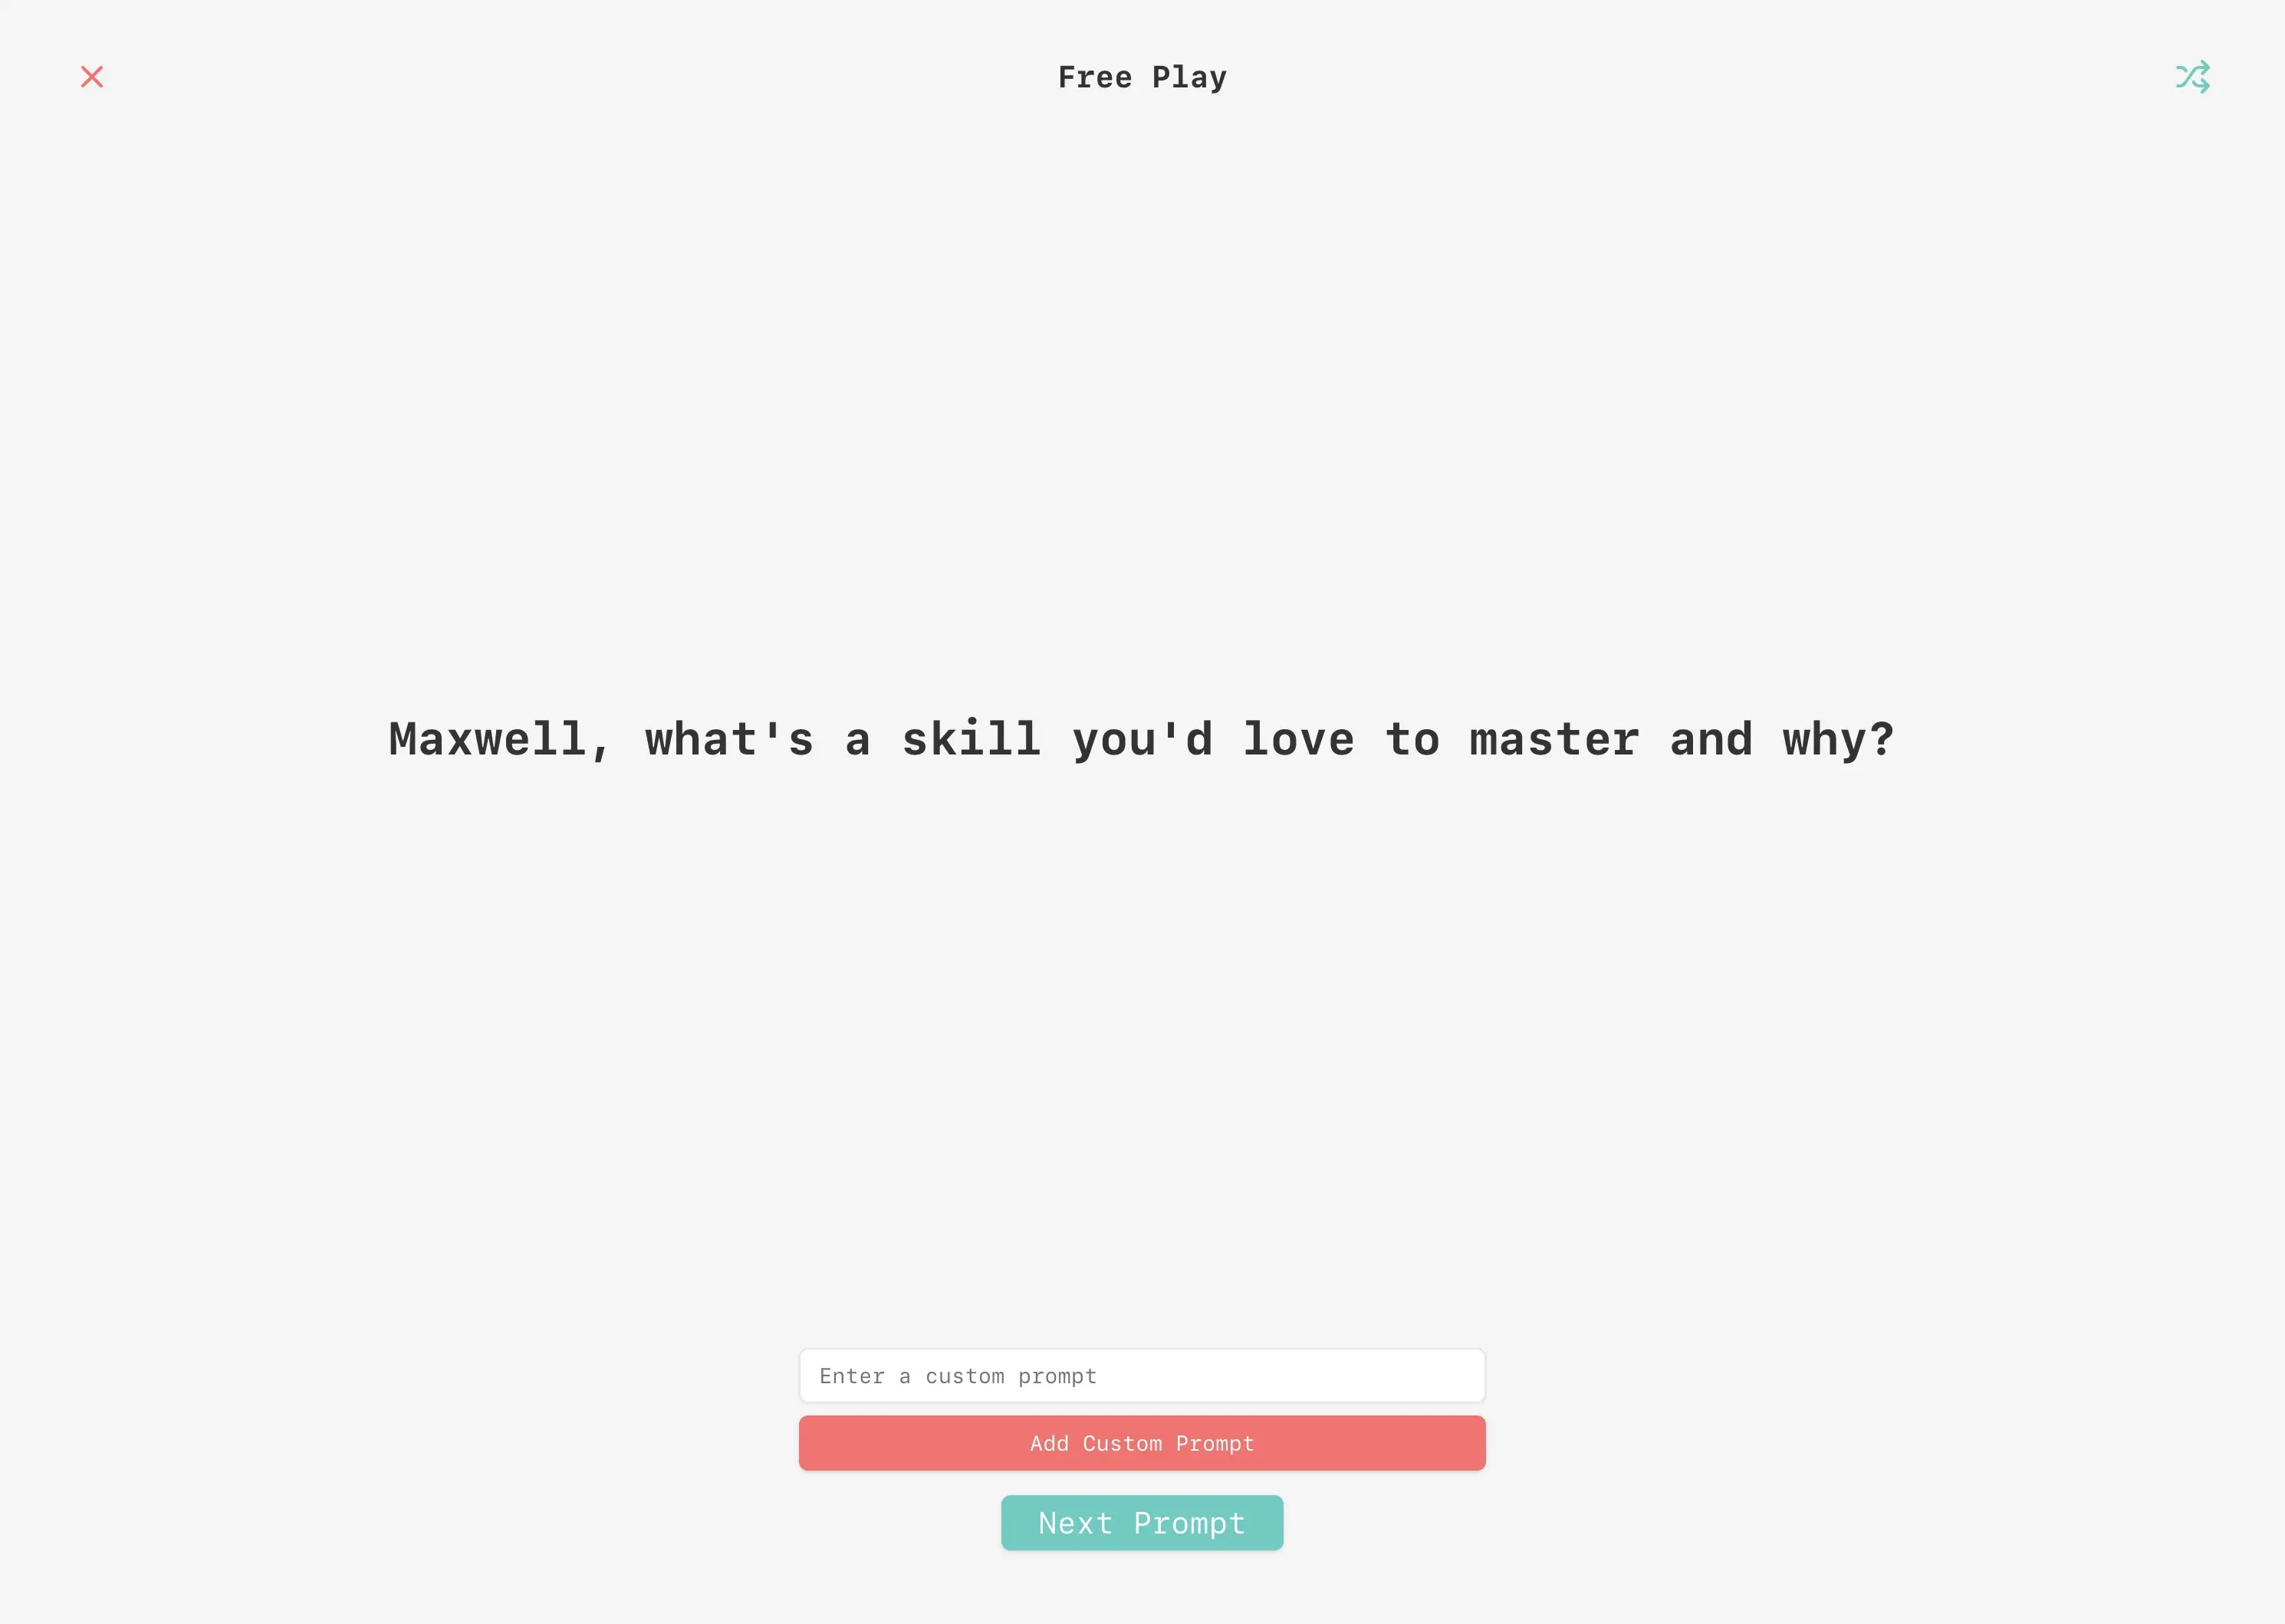 Free Play
Maxwell, what's a skill you'd love to master and why?
Enter a custom prompt
Add Custom Prompt
Next Prompt